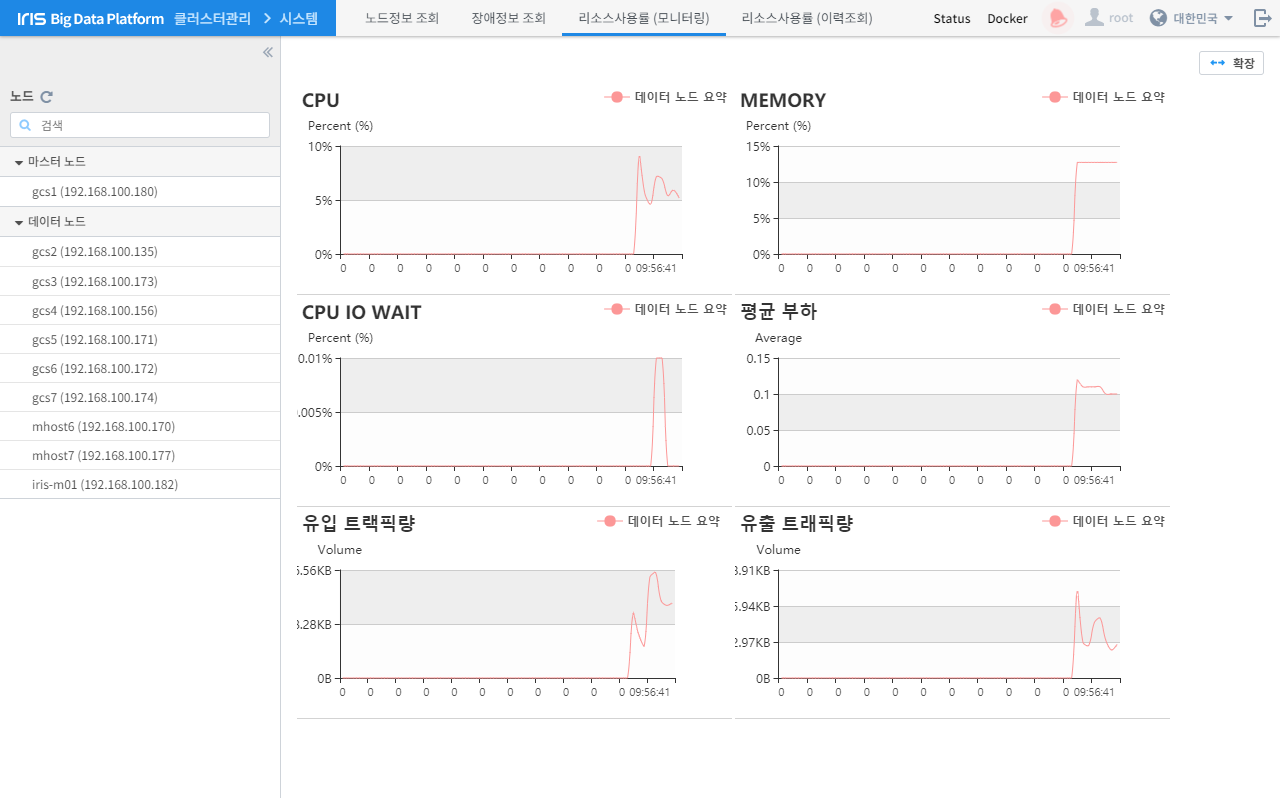 IRIS Big Data Platform 클러스터관리 > 시스템 노드정보 조회 장애정보 조회 리소스사용률 (모니터링) 리소스사용률 (이력조회) Status Docker root 대한민국
확장
노드
검색
마스터 노드
gcs1 (192.168.100.180)
데이터 노드
gcs2 (192.168.100.135)
gcs3 (192.168.100.173)
gcs4 (192.168.100.156)
gcs5 (192.168.100.171)
gcs6 (192.168.100.172)
gcs7 (192.168.100.174)
mhost6 (192.168.100.170)
mhost7 (192.168.100.177)
iris-m01 (192.168.100.182)
CPU 데이터 노드 요약
Percent (%)
10%
5%
0%
0 0 0 0 0 0 0 0 0 0 0 09:56:41
MEMORY 데이터 노드 요약
Percent (%)
15%
10%
5%
0%
0 0 0 0 0 0 0 0 0 0 0 09:56:41
CPU IO WAIT 데이터 노드 요약
Percent (%)
0.01%
.005%
0%
0 0 0 0 0 0 0 0 0 0 0 09:56:41
평균 부하 데이터 노드 요약
Average
0.15
0.1
0.05
0
0 0 0 0 0 0 0 0 0 0 0 09:56:41
유입 트랙픽량 데이터 노드 요약
Volume
5.56KB
3.28KB
0B
0 0 0 0 0 0 0 0 0 0 0 09:56:41
유출 트래픽량 데이터 노드 요약
Volume
3.91KB
5.94KB
2.97KB
0B
0 0 0 0 0 0 0 0 0 0 0 09:56:41